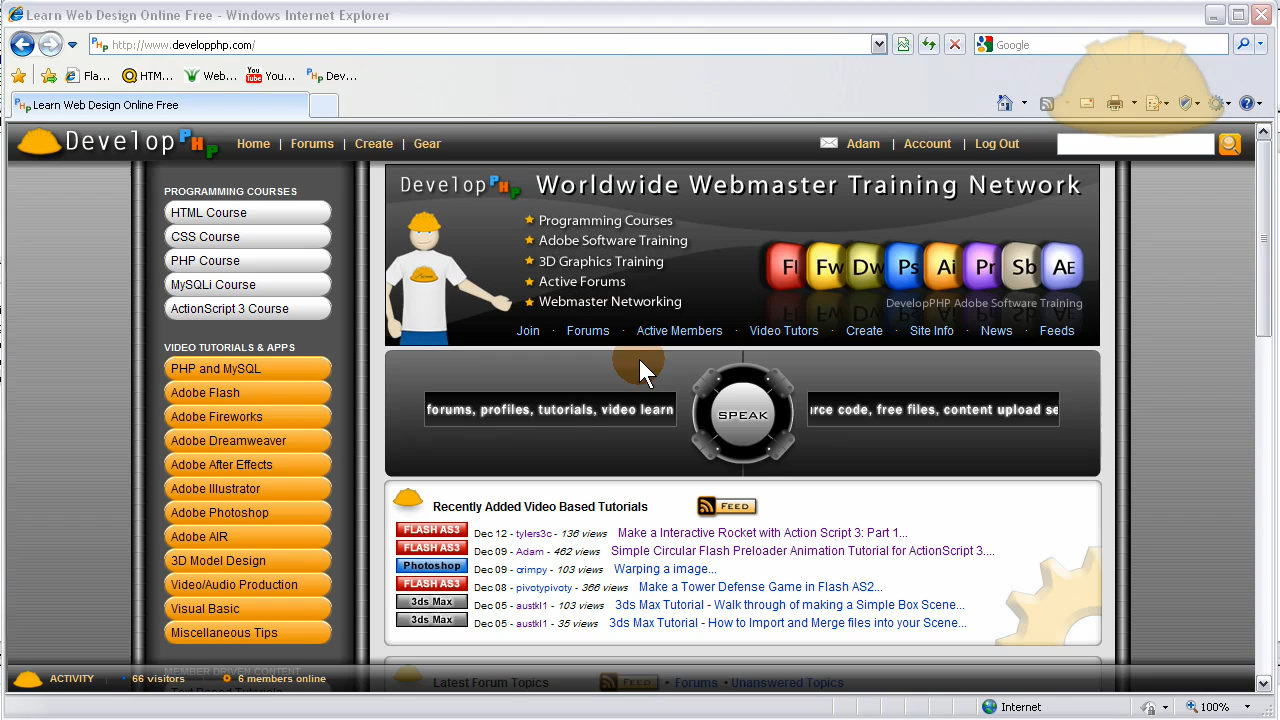 Learn Web Design Online Free - Windows Internet Explorer
http://www.developphp.com/
Google
Fla...
HTM...
Web...
You...
Dev...
Learn Web Design Online Free
DevelopPHP
Home | Forums | Create | Gear
Adam | Account | Log Out
PROGRAMMING COURSES
HTML Course
CSS Course
PHP Course
MySQLi Course
ActionScript 3 Course
VIDEO TUTORIALS & APPS
PHP and MySQL
Adobe Flash
Adobe Fireworks
Adobe Dreamweaver
Adobe After Effects
Adobe Illustrator
Adobe Photoshop
Adobe AIR
3D Model Design
Video/Audio Production
Visual Basic
Miscellaneous Tips
MEMBER DRIVEN CONTENT
Text Based Tutorials
DevelopPHP Worldwide Webmaster Training Network
Programming Courses
Adobe Software Training
3D Graphics Training
Active Forums
Webmaster Networking
Fl Fw Dw Ps Ai Pr Sb AE
DevelopPHP Adobe Software Training
Join · Forums · Active Members · Video Tutors · Create · Site Info · News · Feeds
forums, profiles, tutorials, video learn
SPEAK
rce code, free files, content upload se
Recently Added Video Based Tutorials
FEED
FLASH AS3 Dec 12 - tylers3c - 136 views Make a Interactive Rocket with Action Script 3: Part 1...
FLASH AS3 Dec 09 - Adam - 462 views Simple Circular Flash Preloader Animation Tutorial for ActionScript 3....
Photoshop Dec 09 - crimpy - 103 views Warping a image...
FLASH AS3 Dec 08 - pivotypivoty - 366 views Make a Tower Defense Game in Flash AS2...
3ds Max Dec 05 - austkl1 - 103 views 3ds Max Tutorial - Walk through of making a Simple Box Scene...
3ds Max Dec 05 - austkl1 - 35 views 3ds Max Tutorial - How to Import and Merge files into your Scene...
Latest Forum Topics
FEED
• Forums • Unanswered Topics
ACTIVITY
66 visitors
6 members online
Internet
100%